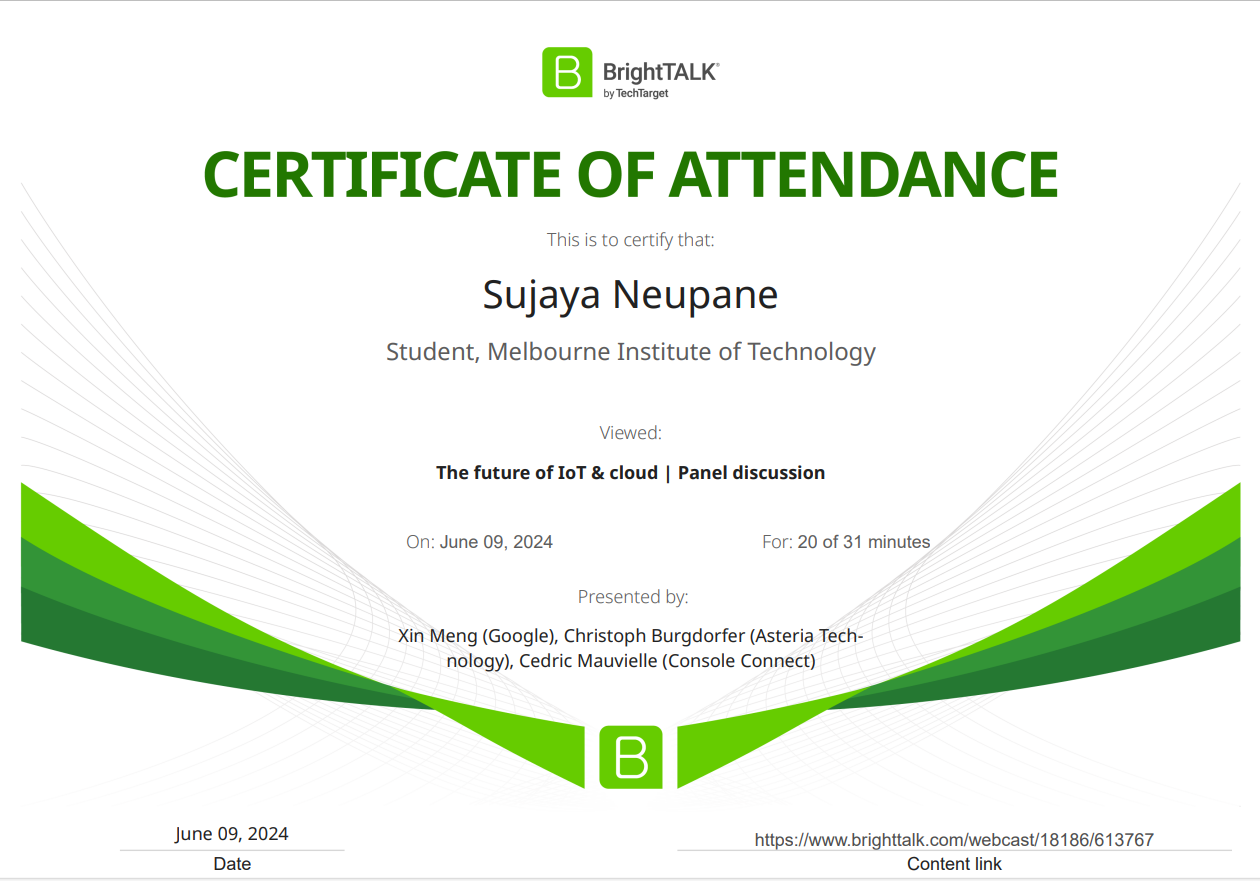 B BrightTALK®
by TechTarget
CERTIFICATE OF ATTENDANCE
This is to certify that:
Sujaya Neupane
Student, Melbourne Institute of Technology
Viewed:
The future of IoT & cloud | Panel discussion
On: June 09, 2024 For: 20 of 31 minutes
Presented by:
Xin Meng (Google), Christoph Burgdorfer (Asteria Tech-
nology), Cedric Mauvielle (Console Connect)
B
June 09, 2024 https://www.brighttalk.com/webcast/18186/613767
Date Content link